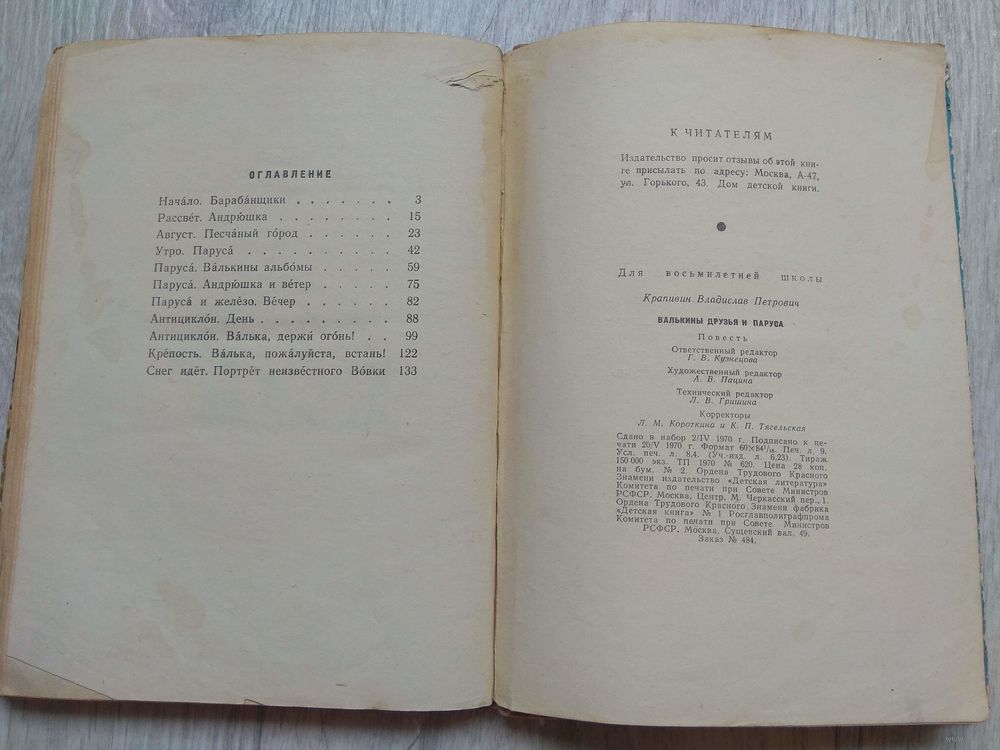 ОГЛАВЛЕНИЕ
Нача́ло. Бараба́нщики . . . . . . . 3
Рассве́т. Андрю́шка . . . . . . . . 15
А́вгуст. Песча́ный го́род . . . . . . 23
Утро. Паруса́ . . . . . . . . . . 42
Паруса́. Ва́лькины альбо́мы . . . . . 59
Паруса́. Андрю́шка и ве́тер . . . . . 75
Паруса́ и желе́зо. Ве́чер . . . . . . 82
Антицикло́н. День . . . . . . . . . 88
Антицикло́н. Ва́лька, держи́ ого́нь! . . 99
Кре́пость. Ва́лька, пожа́луйста, встань! 122
Снег идёт. Портре́т неизве́стного Во́вки 133
К ЧИТАТЕЛЯМ
Издательство просит отзывы об этой кни-
ге присылать по адресу: Москва, А-47,
ул. Горького, 43. Дом детской книги.
Для восьмилетней школы
Крапивин Владислав Петрович
ВАЛЬКИНЫ ДРУЗЬЯ И ПАРУСА
Повесть
Ответственный редактор
Г. В. Кузнецова
Художественный редактор
А. В. Пацина
Технический редактор
Л. В. Гришина
Корректоры
Л. М. Короткина и К. П. Тягельская
Сдано в набор 2/IV 1970 г. Подписано к пе-
чати 20/V 1970 г. Формат 60×84¹/₁₆. Печ. л. 9.
Усл. печ. л. 8,4. (Уч.-изд. л. 6,23). Тираж
150 000 экз. ТП 1970 № 620. Цена 28 коп.
на бум. № 2. Ордена Трудового Красного
Знамени издательство «Детская литература»
Комитета по печати при Совете Министров
РСФСР. Москва, Центр, М. Черкасский пер., 1.
Ордена Трудового Красного Знамени фабрика
«Детская книга» № 1 Росглавполиграфпрома
Комитета по печати при Совете Министров
РСФСР. Москва, Сущевский вал, 49.
Заказ № 484.